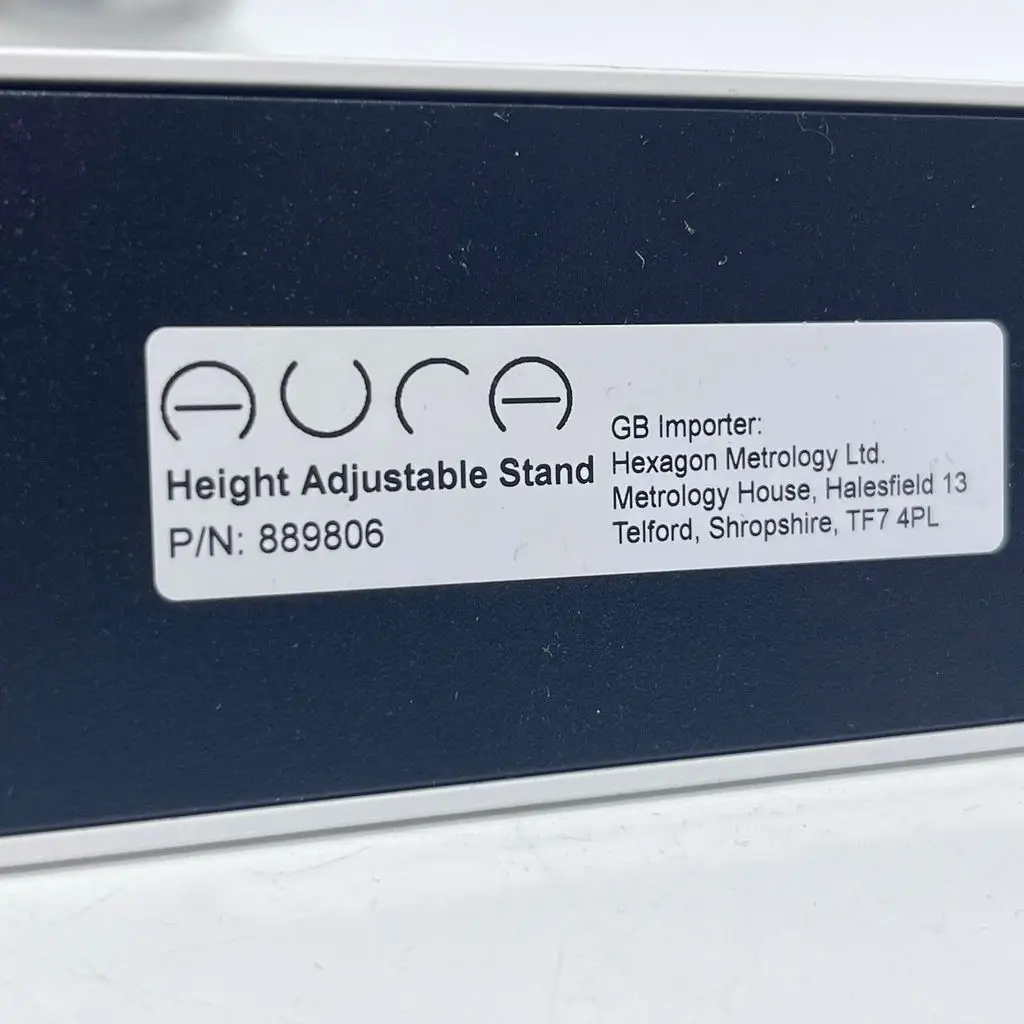 AURA
Height Adjustable Stand
P/N: 889806
GB Importer:
Hexagon Metrology Ltd.
Metrology House, Halesfield 13
Telford, Shropshire, TF7 4PL